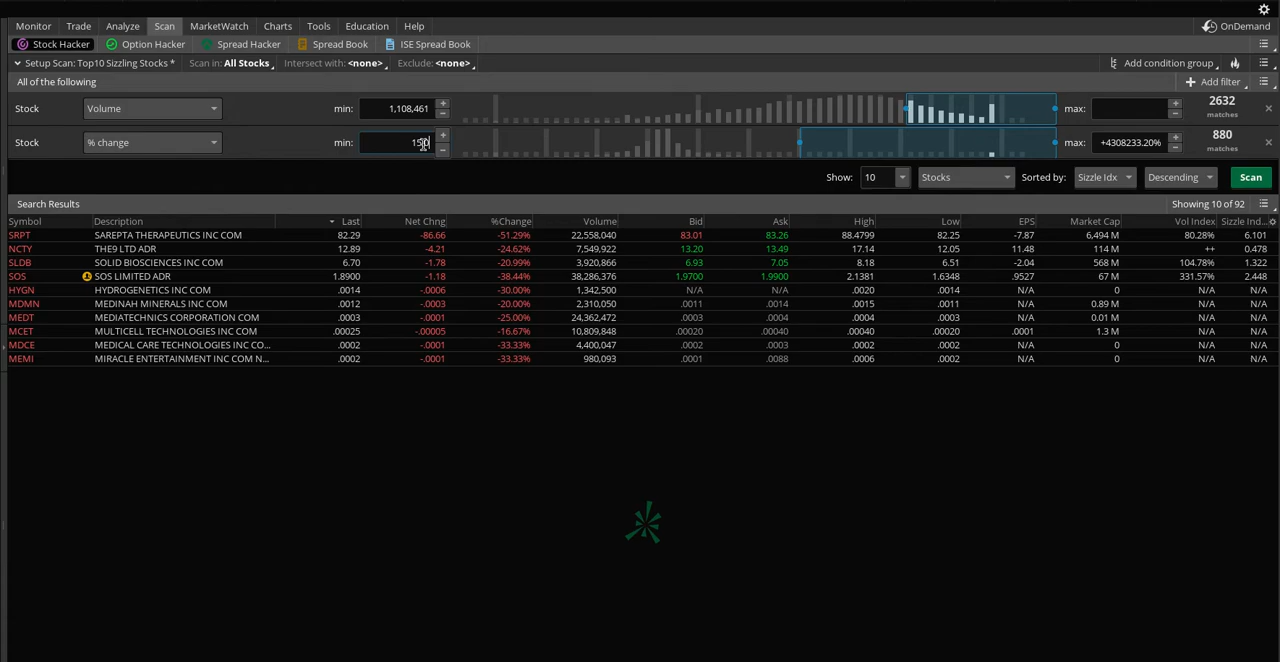 Monitor Trade Analyze Scan MarketWatch Charts Tools Education Help OnDemand
Stock Hacker Option Hacker Spread Hacker Spread Book ISE Spread Book
Setup Scan: Top10 Sizzling Stocks * Scan in: All Stocks Intersect with: <none> Exclude: <none> Add condition group
All of the following Add filter
Stock Volume min: 1,108,461 max: 2632 matches
Stock % change min: max: +4308233.20% 880 matches
Show: 10 Stocks Sorted by: Sizzle Idx Descending Scan
Search Results Showing 10 of 92
Symbol Description Last Net Chng %Change Volume Bid Ask High Low EPS Market Cap Vol Index Sizzle Ind...
SRPT SAREPTA THERAPEUTICS INC COM 82.29 -86.66 -51.29% 22,558,040 83.01 83.26 88.4799 82.25 -7.87 6,494 M 80.28% 6.101
NCTY THE9 LTD ADR 12.89 -4.21 -24.62% 7,549,922 13.20 13.49 17.14 12.05 11.48 114 M ++ 0.478
SLDB SOLID BIOSCIENCES INC COM 6.70 -1.78 -20.99% 3,920,866 6.93 7.05 8.18 6.51 -2.04 568 M 104.78% 1.322
SOS SOS LIMITED ADR 1.8900 -1.18 -38.44% 38,286,376 1.9700 1.9900 2.1381 1.6348 .9527 67 M 331.57% 2.448
HYGN HYDROGENETICS INC COM .0014 -.0006 -30.00% 1,342,500 N/A N/A .0020 .0014 N/A 0 N/A N/A
MDMN MEDINAH MINERALS INC COM .0012 -.0003 -20.00% 2,310,050 .0011 .0014 .0015 .0011 N/A 0.89 M N/A N/A
MEDT MEDIATECHNICS CORPORATION COM .0003 -.0001 -25.00% 24,362,472 .0003 .0004 .0004 .0003 N/A 0.01 M N/A N/A
MCET MULTICELL TECHNOLOGIES INC COM .00025 -.00005 -16.67% 10,809,848 .00020 .00040 .00040 .00020 .0001 1.3 M N/A N/A
MDCE MEDICAL CARE TECHNOLOGIES INC CO... .0002 -.0001 -33.33% 4,400,047 .0002 .0003 .0002 .0002 N/A 0 N/A N/A
MEMI MIRACLE ENTERTAINMENT INC COM N... .0002 -.0001 -33.33% 980,093 .0001 .0088 .0006 .0002 N/A 0 N/A N/A